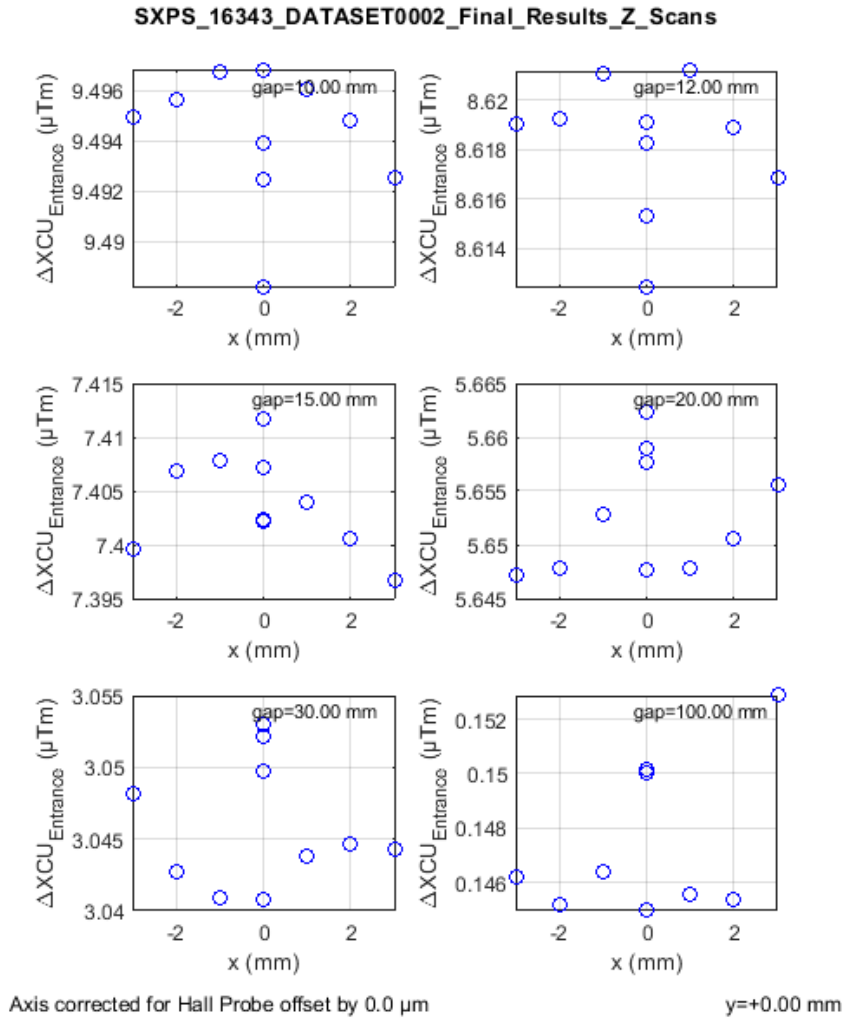 SXPS_16343_DATASET0002_Final_Results_Z_Scans
ΔXCU_Entrance (μTm)
9.496
9.494
9.492
9.49
gap=10.00 mm
-2 0 2
x (mm)
ΔXCU_Entrance (μTm)
8.62
8.618
8.616
8.614
gap=12.00 mm
-2 0 2
x (mm)
ΔXCU_Entrance (μTm)
7.415
7.41
7.405
7.4
7.395
gap=15.00 mm
-2 0 2
x (mm)
ΔXCU_Entrance (μTm)
5.665
5.66
5.655
5.65
5.645
gap=20.00 mm
-2 0 2
x (mm)
ΔXCU_Entrance (μTm)
3.055
3.05
3.045
3.04
gap=30.00 mm
-2 0 2
x (mm)
ΔXCU_Entrance (μTm)
0.152
0.15
0.148
0.146
gap=100.00 mm
-2 0 2
x (mm)
Axis corrected for Hall Probe offset by 0.0 μm
y=+0.00 mm